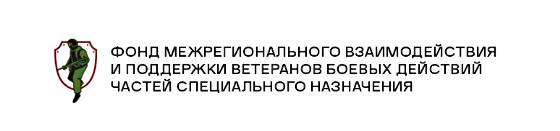 ФОНД МЕЖРЕГИОНАЛЬНОГО ВЗАИМОДЕЙСТВИЯ
И ПОДДЕРЖКИ ВЕТЕРАНОВ БОЕВЫХ ДЕЙСТВИЙ
ЧАСТЕЙ СПЕЦИАЛЬНОГО НАЗНАЧЕНИЯ